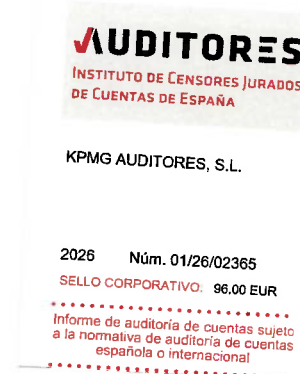 AUDITORES
INSTITUTO DE CENSORES JURADOS
DE CUENTAS DE ESPAÑA
KPMG AUDITORES, S.L.
2026 Núm. 01/26/02365
SELLO CORPORATIVO: 96,00 EUR
Informe de auditoría de cuentas sujeto
a la normativa de auditoría de cuentas
española o internacional